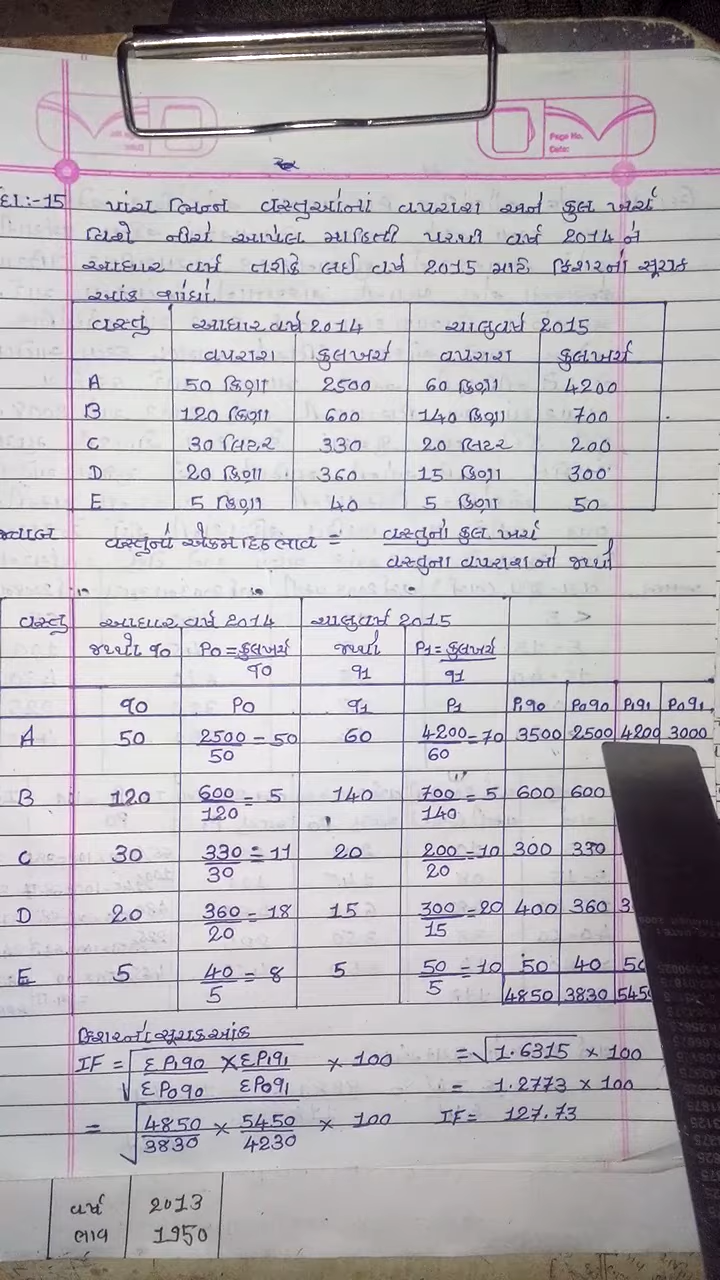 Page No.
Date:
દા:-15 પાંચ ભિન્ન વસ્તુઓનાં વપરાશ અને કુલ ખર્ચ
વિશે નીચે આપેલ માહિતી પરથી વર્ષ 2014 ને
આધાર વર્ષ તરીકે લઈ વર્ષ 2015 માટે ફિશરનો સૂચક
આંક શોધો.
વસ્તુ આધાર વર્ષ 2014 ચાલુવર્ષ 2015
વપરાશ કુલખર્ચ વપરાશ કુલખર્ચ
A 50 કિગ્રા 2500 60 કિગ્રા 4200
B 120 કિગ્રા 600 140 કિગ્રા 700
C 30 લિટર 330 20 લિટર 200
D 20 કિગ્રા 360 15 કિગ્રા 300
E 5 કિગ્રા 40 5 કિગ્રા 50
જવાબ વસ્તુનો એકમ દિઠ ભાવ = વસ્તુનો કુલ ખર્ચ
વસ્તુના વપરાશ નો જથ્થો
વસ્તુ આધાર વર્ષ 2014 ચાલુવર્ષ 2015
જથ્થો q0 P0 = કુલખર્ચ/q0 જથ્થો q1 P1 = કુલખર્ચ/q1
q0 P0 q1 P1 P1q0 P0q0 P1q1 P0q1
A 50 2500/50 = 50 60 4200/60 = 70 3500 2500 4200 3000
B 120 600/120 = 5 140 700/140 = 5 600 600
C 30 330/30 = 11 20 200/20 = 10 300 330
D 20 360/20 = 18 15 300/15 = 20 400 360 3
E 5 40/5 = 8 5 50/5 = 10 50 40 50
4850 3830 5450
ફિશરનો સૂચકઆંક
IF = √(ΣP1q0/ΣP0q0 × ΣP1q1/ΣP0q1) × 100
= √(4850/3830 × 5450/4230) × 100
= √1.6315 × 100
= 1.2773 × 100
IF = 127.73
વર્ષ 2013
ભાવ 1950